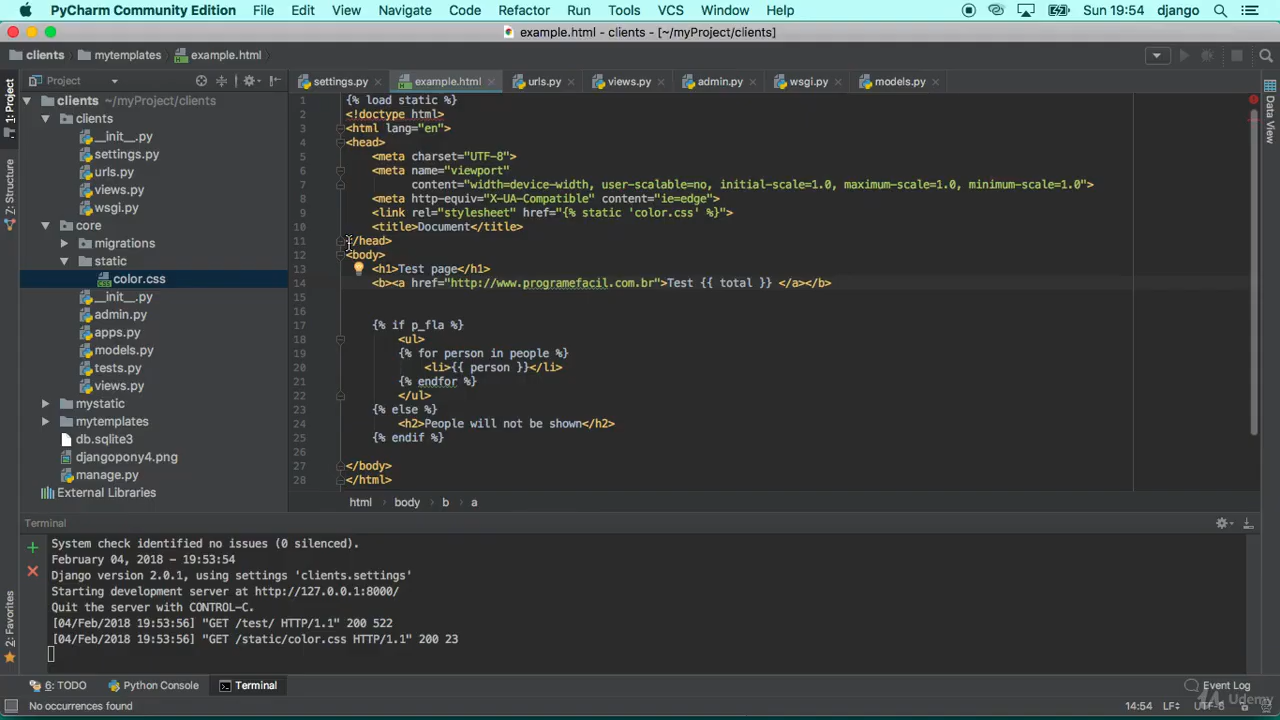 PyCharm Community Edition File Edit View Navigate Code Refactor Run Tools VCS Window Help Sun 19:54 django
example.html - clients - [~/myProject/clients]
clients mytemplates example.html
Project settings.py example.html urls.py views.py admin.py wsgi.py models.py
1: Project
Z: Structure
2: Favorites
Data View
clients ~/myProject/clients
clients
__init__.py
settings.py
urls.py
views.py
wsgi.py
core
migrations
static
color.css
__init__.py
admin.py
apps.py
models.py
tests.py
views.py
mystatic
mytemplates
db.sqlite3
djangopony4.png
manage.py
External Libraries
1 {% load static %}
2 <!doctype html>
3 <html lang="en">
4 <head>
5 <meta charset="UTF-8">
6 <meta name="viewport"
7 content="width=device-width, user-scalable=no, initial-scale=1.0, maximum-scale=1.0, minimum-scale=1.0">
8 <meta http-equiv="X-UA-Compatible" content="ie=edge">
9 <link rel="stylesheet" href="{% static 'color.css' %}">
10 <title>Document</title>
11 </head>
12 <body>
13 <h1>Test page</h1>
14 <b><a href="http://www.programefacil.com.br">Test {{ total }} </a></b>
15
16
17 {% if p_fla %}
18 <ul>
19 {% for person in people %}
20 <li>{{ person }}</li>
21 {% endfor %}
22 </ul>
23 {% else %}
24 <h2>People will not be shown</h2>
25 {% endif %}
26
27 </body>
28 </html>
html body b a
Terminal
System check identified no issues (0 silenced).
February 04, 2018 - 19:53:54
Django version 2.0.1, using settings 'clients.settings'
Starting development server at http://127.0.0.1:8000/
Quit the server with CONTROL-C.
[04/Feb/2018 19:53:56] "GET /test/ HTTP/1.1" 200 522
[04/Feb/2018 19:53:56] "GET /static/color.css HTTP/1.1" 200 23
6: TODO Python Console Terminal Event Log
No occurrences found 14:54 LF÷ UTF-8
Udemy